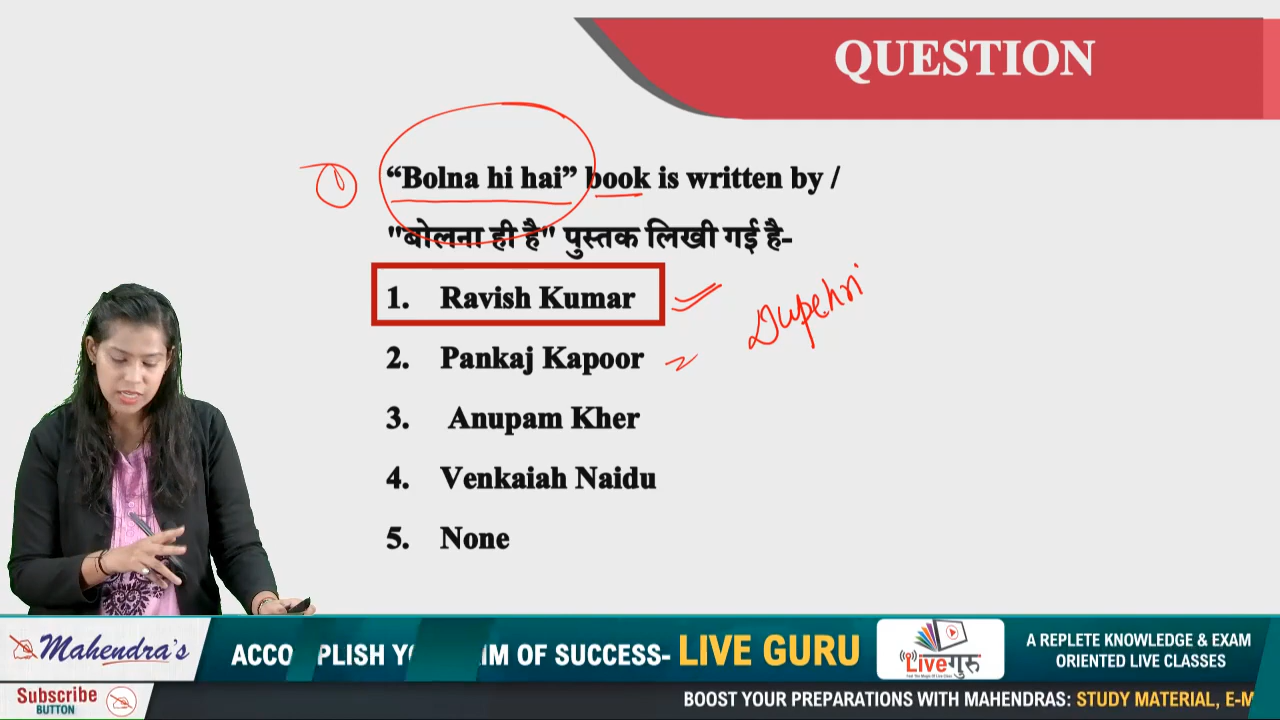 QUESTION
“Bolna hi hai” book is written by /
"बोलना ही है" पुस्तक लिखी गई है-
1. Ravish Kumar
2. Pankaj Kapoor
Dupehri
3. Anupam Kher
4. Venkaiah Naidu
5. None
Mahendra's
ACCO PLISH Y IM OF SUCCESS- LIVE GURU
Liveगुरु
A REPLETE KNOWLEDGE & EXAM
ORIENTED LIVE CLASSES
Subscribe
BUTTON
BOOST YOUR PREPARATIONS WITH MAHENDRAS: STUDY MATERIAL, E-M